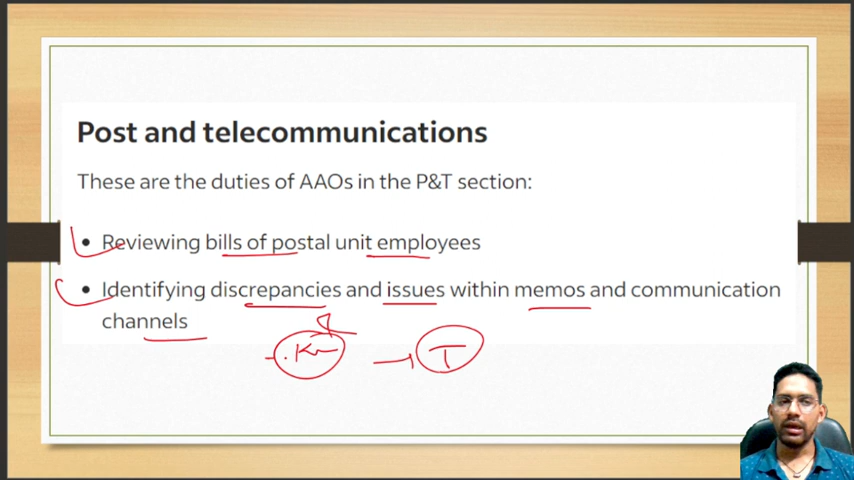 Post and telecommunications
These are the duties of AAOs in the P&T section:
• Reviewing bills of postal unit employees
• Identifying discrepancies and issues within memos and communication
channels
T